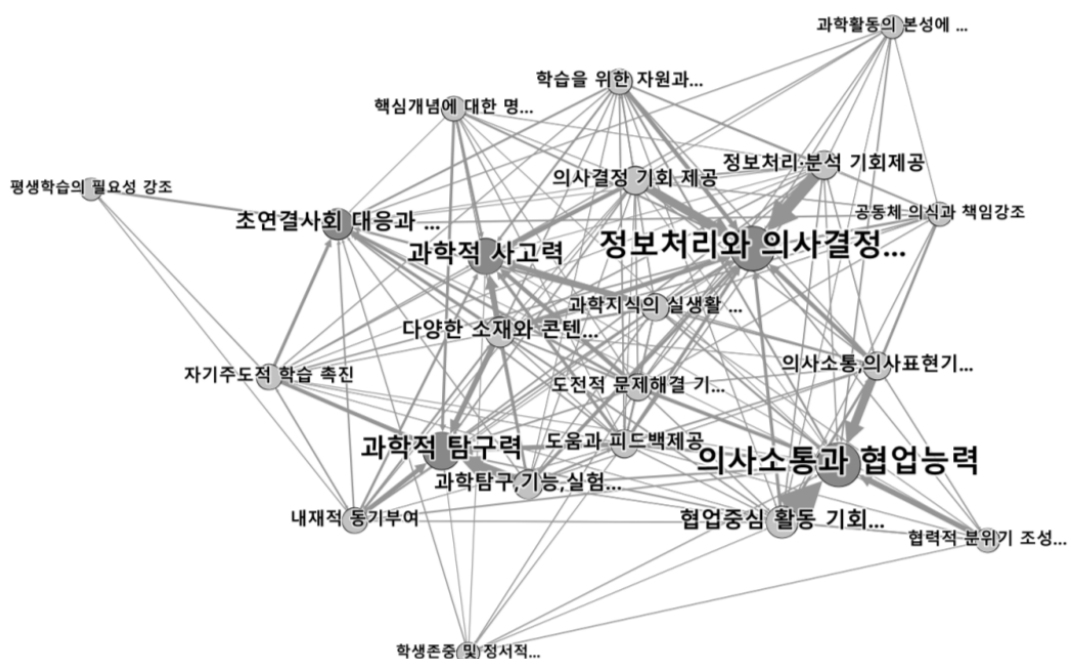 과학활동의 본성에 ...
학습을 위한 자원과...
핵심개념에 대한 명...
정보처리·분석 기회제공
의사결정 기회 제공
평생학습의 필요성 강조
공동체 의식과 책임강조
초연결사회 대응과 ...
정보처리와 의사결정...
과학적 사고력
과학지식의 실생활 ...
다양한 소재와 콘텐...
의사소통,의사표현기...
자기주도적 학습 촉진
도전적 문제해결 기...
도움과 피드백제공
과학적 탐구력
의사소통과 협업능력
과학탐구,기능,실험...
내재적 동기부여
협업중심 활동 기회...
협력적 분위기 조성...
학생존중 및 정서적...